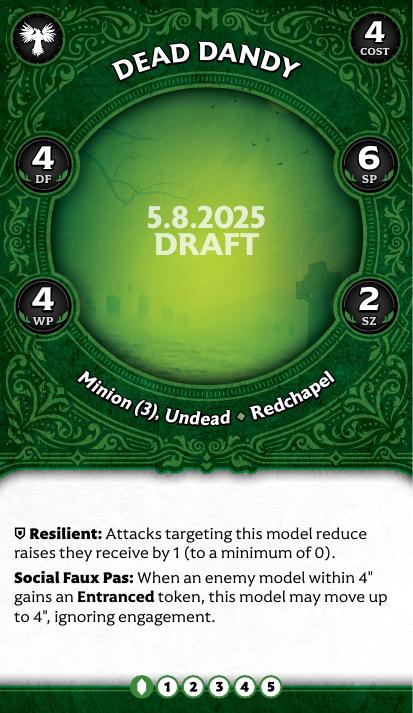 M
4
COST
DEAD DANDY
4
DF
6
SP
5.8.2025
DRAFT
4
WP
2
SZ
Minion (3), Undead ⬥ Redchapel
Resilient: Attacks targeting this model reduce
raises they receive by 1 (to a minimum of 0).
Social Faux Pas: When an enemy model within 4"
gains an Entranced token, this model may move up
to 4", ignoring engagement.
1 2 3 4 5